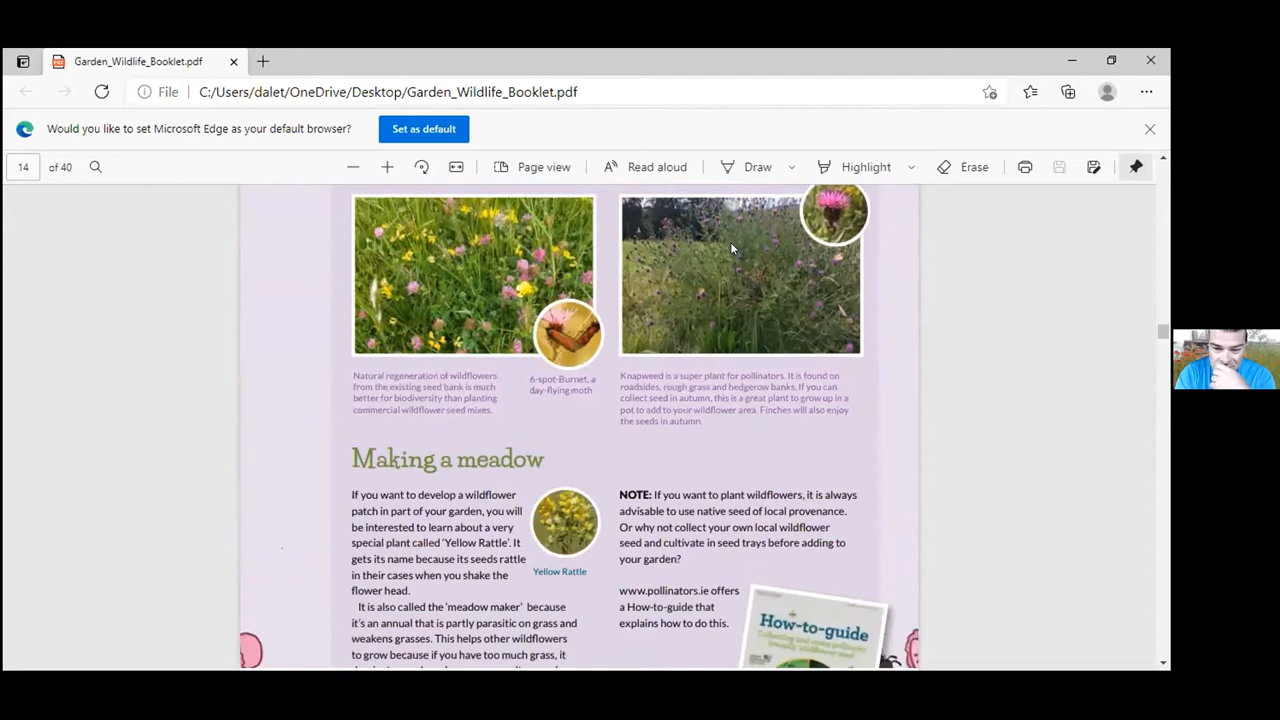 Garden_Wildlife_Booklet.pdf
File
C:/Users/dalet/OneDrive/Desktop/Garden_Wildlife_Booklet.pdf
Would you like to set Microsoft Edge as your default browser?
Set as default
14
of 40
Page view
Read aloud
Draw
Highlight
Erase
Natural regeneration of wildflowers
from the existing seed bank is much
better for biodiversity than planting
commercial wildflower seed mixes.
6-spot-Burnet, a
day-flying moth
Knapweed is a super plant for pollinators. It is found on
roadsides, rough grass and hedgerow banks. If you can
collect seed in autumn, this is a great plant to grow up in a
pot to add to your wildflower area. Finches will also enjoy
the seeds in autumn.
Making a meadow
If you want to develop a wildflower
patch in part of your garden, you will
be interested to learn about a very
special plant called ‘Yellow Rattle’. It
gets its name because its seeds rattle
in their cases when you shake the
flower head.
It is also called the ‘meadow maker’ because
it’s an annual that is partly parasitic on grass and
weakens grasses. This helps other wildflowers
to grow because if you have too much grass, it
Yellow Rattle
NOTE: If you want to plant wildflowers, it is always
advisable to use native seed of local provenance.
Or why not collect your own local wildflower
seed and cultivate in seed trays before adding to
your garden?
www.pollinators.ie offers
a How-to-guide that
explains how to do this.
How-to-guide